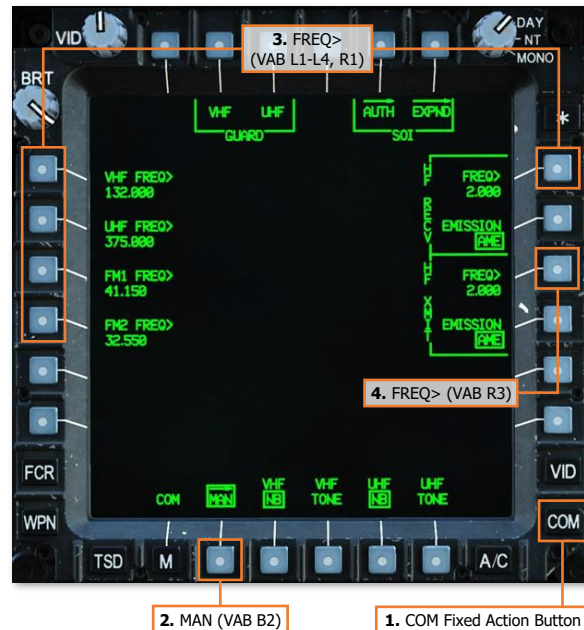 3. FREQ>
(VAB L1-L4, R1)
VID
DAY
NT
MONO
BRT
*
VHF UHF
GUARD
AUTH EXPND
SOI
VHF FREQ>
132.000
UHF FREQ>
375.000
FM1 FREQ>
41.150
FM2 FREQ>
32.550
HF RECV
FREQ>
2.000
EMISSION
AME
HF XMIT
FREQ>
2.000
EMISSION
AME
4. FREQ> (VAB R3)
COM MAN VHF NB VHF TONE UHF NB UHF TONE
FCR
WPN
VID
COM
TSD M A/C
2. MAN (VAB B2)
1. COM Fixed Action Button